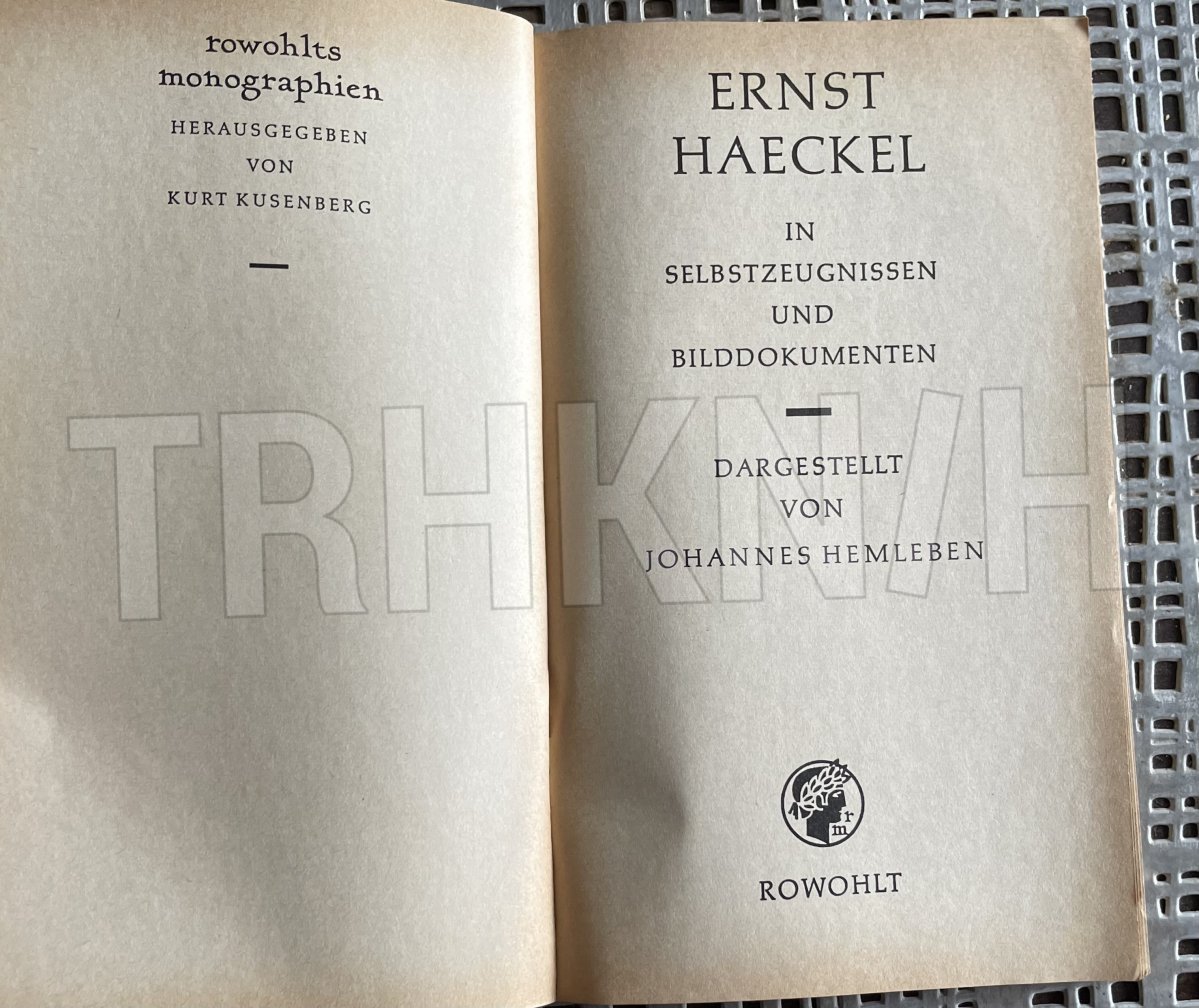 rowohlts
monographien
HERAUSGEGEBEN
VON
KURT KUSENBERG
ERNST
HAECKEL
IN
SELBSTZEUGNISSEN
UND
BILDDOKUMENTEN
DARGESTELLT
VON
JOHANNES HEMLEBEN
TRHKN/H
r
m
ROWOHLT